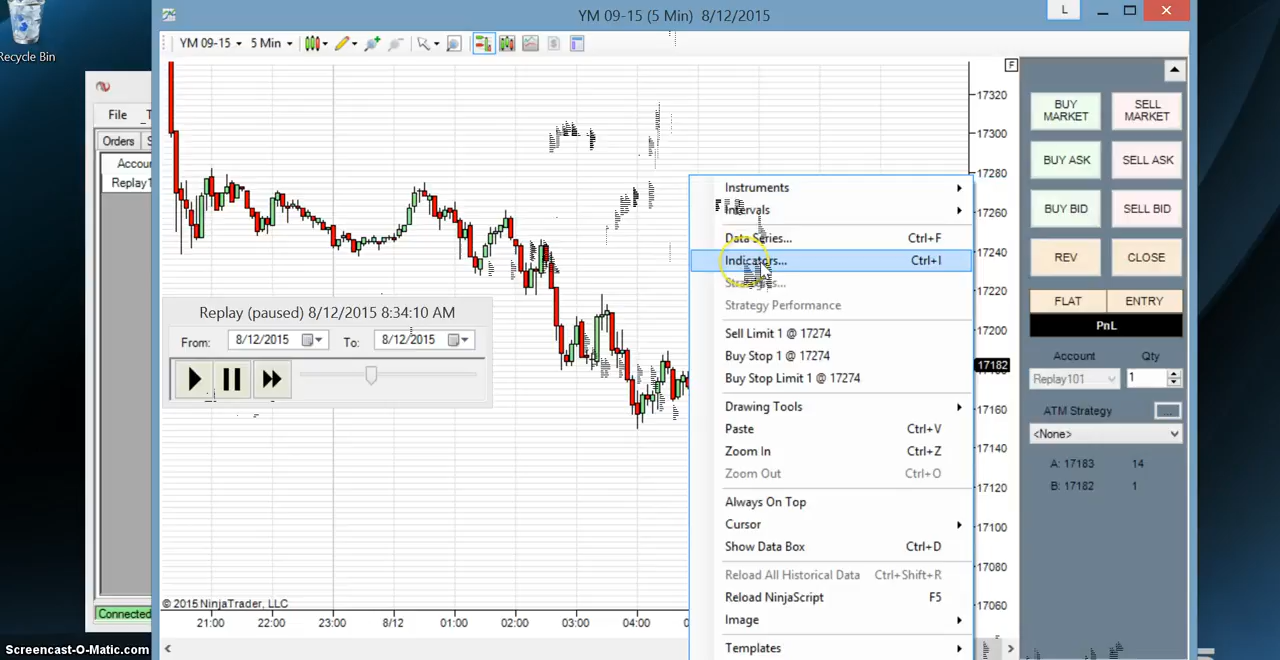 YM 09-15 (5 Min) 8/12/2015
L
Recycle Bin
YM 09-15
5 Min
F
File
Orders
Replay1
17320
17300
17280
17260
17240
17220
17200
17182
17160
17140
17120
17100
17080
17060
Replay (paused) 8/12/2015 8:34:10 AM
From: 8/12/2015 To: 8/12/2015
Instruments
Intervals
Data Series... Ctrl+F
Indicators... Ctrl+I
Strategies...
Strategy Performance
Sell Limit 1 @ 17274
Buy Stop 1 @ 17274
Buy Stop Limit 1 @ 17274
Drawing Tools
Paste Ctrl+V
Zoom In Ctrl+Z
Zoom Out Ctrl+O
Always On Top
Cursor
Show Data Box Ctrl+D
Reload All Historical Data Ctrl+Shift+R
Reload NinjaScript F5
Image
Templates
BUY MARKET SELL MARKET
BUY ASK SELL ASK
BUY BID SELL BID
REV CLOSE
FLAT ENTRY
PnL
Account Qty
Replay101 1
ATM Strategy ...
<None>
A: 17183 14
B: 17182 1
© 2015 NinjaTrader, LLC
Connected
21:00 22:00 23:00 8/12 01:00 02:00 03:00 04:00
Screencast-O-Matic.com